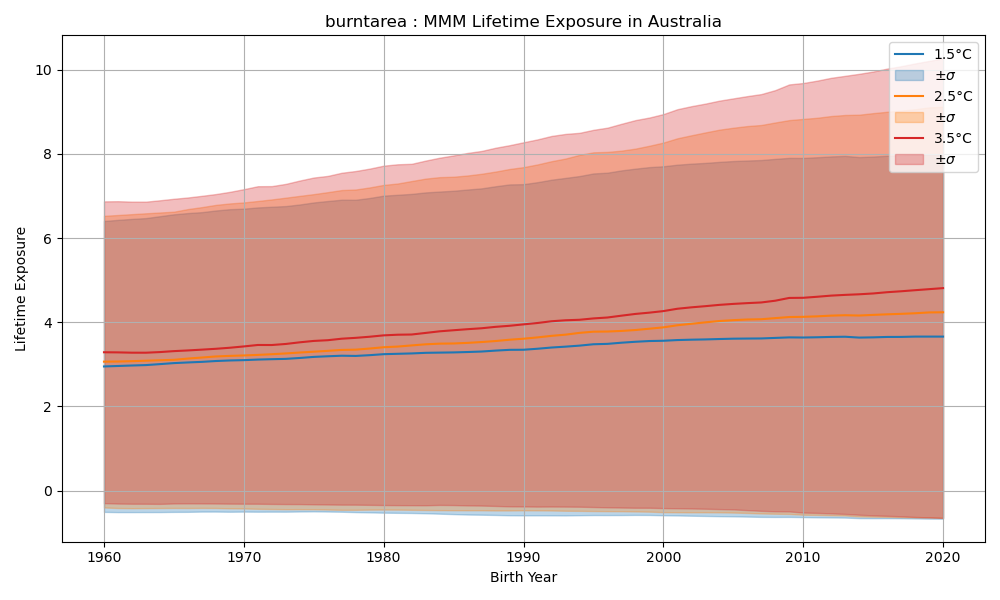 burntarea : MMM Lifetime Exposure in Australia
1.5°C
±σ
2.5°C
±σ
3.5°C
±σ
Lifetime Exposure
10
8
6
4
2
0
1960 1970 1980 1990 2000 2010 2020
Birth Year